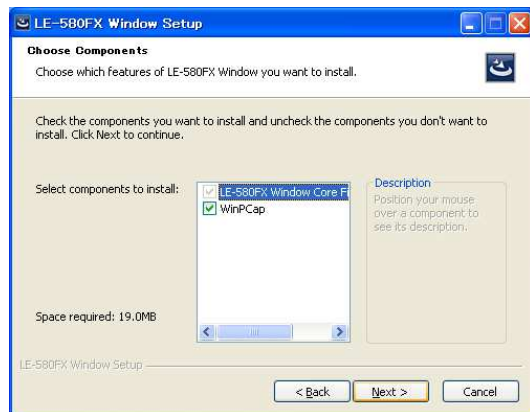 LE-580FX Window Setup
Choose Components
Choose which features of LE-580FX Window you want to install.
Check the components you want to install and uncheck the components you don't want to
install. Click Next to continue.
Select components to install:
LE-580FX Window Core Fi
WinPCap
Description
Position your mouse
over a component to
see its description.
Space required: 19.0MB
LE-580FX Window Setup
< Back
Next >
Cancel